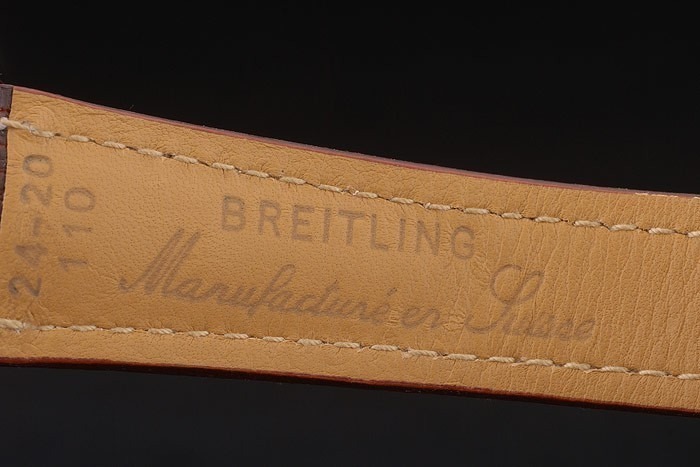 BREITLING
Manufacturé en Suisse
24-20
110